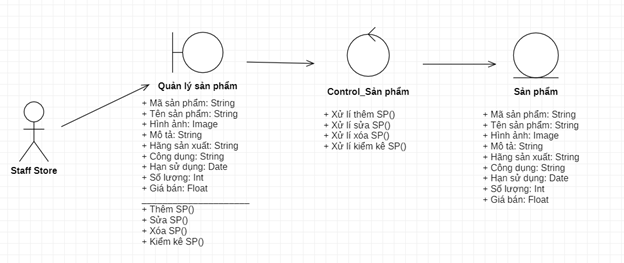 Staff Store
Quản lý sản phẩm
+ Mã sản phẩm: String
+ Tên sản phẩm: String
+ Hình ảnh: Image
+ Mô tả: String
+ Hãng sản xuất: String
+ Công dụng: String
+ Hạn sử dụng: Date
+ Số lượng: Int
+ Giá bán: Float
+ Thêm SP()
+ Sửa SP()
+ Xóa SP()
+ Kiểm kê SP()
Control_Sản phẩm
+ Xử lí thêm SP()
+ Xử lí sửa SP()
+ Xử lí xóa SP()
+ Xử lí kiểm kê SP()
Sản phẩm
+ Mã sản phẩm: String
+ Tên sản phẩm: String
+ Hình ảnh: Image
+ Mô tả: String
+ Hãng sản xuất: String
+ Công dụng: String
+ Hạn sử dụng: Date
+ Số lượng: Int
+ Giá bán: Float